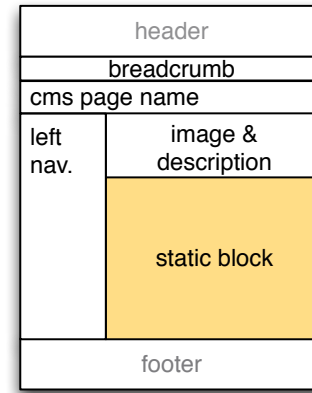 header
breadcrumb
cms page name
left
nav.
image &
description
static block
footer